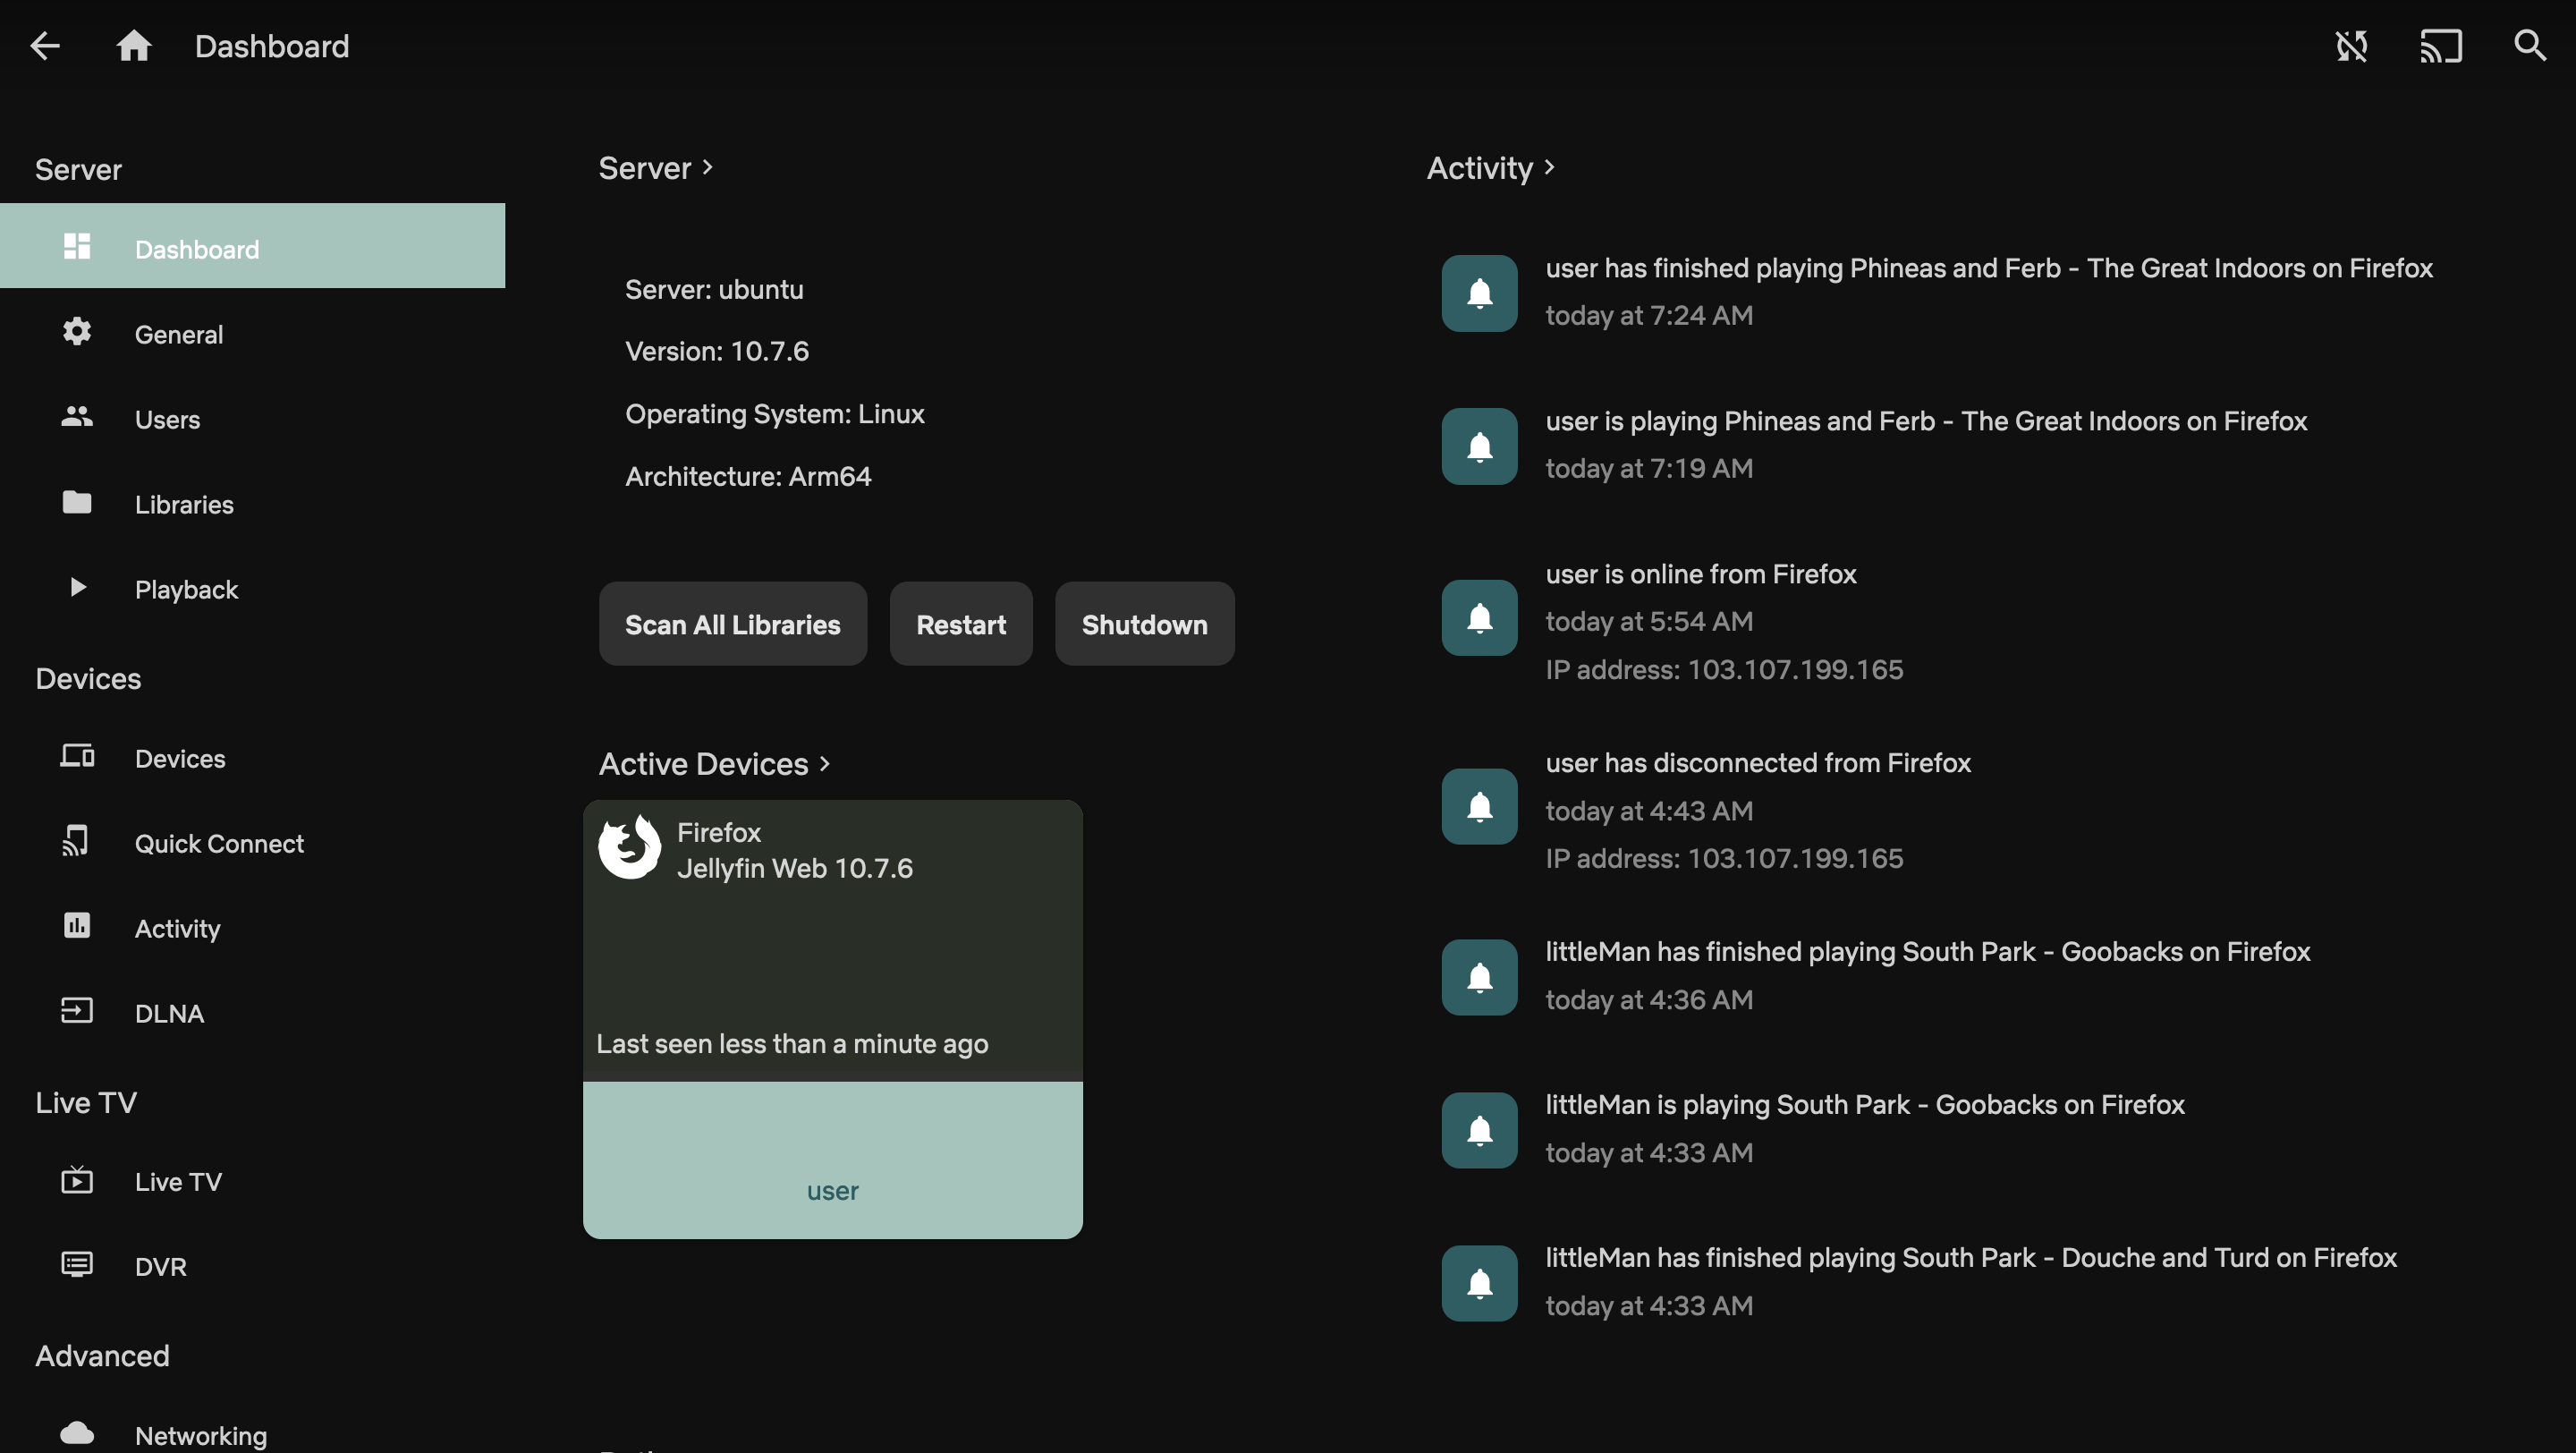 Dashboard
Server
Dashboard
General
Users
Libraries
Playback
Devices
Devices
Quick Connect
Activity
DLNA
Live TV
Live TV
DVR
Advanced
Networking
Server
Server: ubuntu
Version: 10.7.6
Operating System: Linux
Architecture: Arm64
Scan All Libraries
Restart
Shutdown
Active Devices
Firefox
Jellyfin Web 10.7.6
Last seen less than a minute ago
user
Activity
user has finished playing Phineas and Ferb - The Great Indoors on Firefox
today at 7:24 AM
user is playing Phineas and Ferb - The Great Indoors on Firefox
today at 7:19 AM
user is online from Firefox
today at 5:54 AM
IP address: 103.107.199.165
user has disconnected from Firefox
today at 4:43 AM
IP address: 103.107.199.165
littleMan has finished playing South Park - Goobacks on Firefox
today at 4:36 AM
littleMan is playing South Park - Goobacks on Firefox
today at 4:33 AM
littleMan has finished playing South Park - Douche and Turd on Firefox
today at 4:33 AM